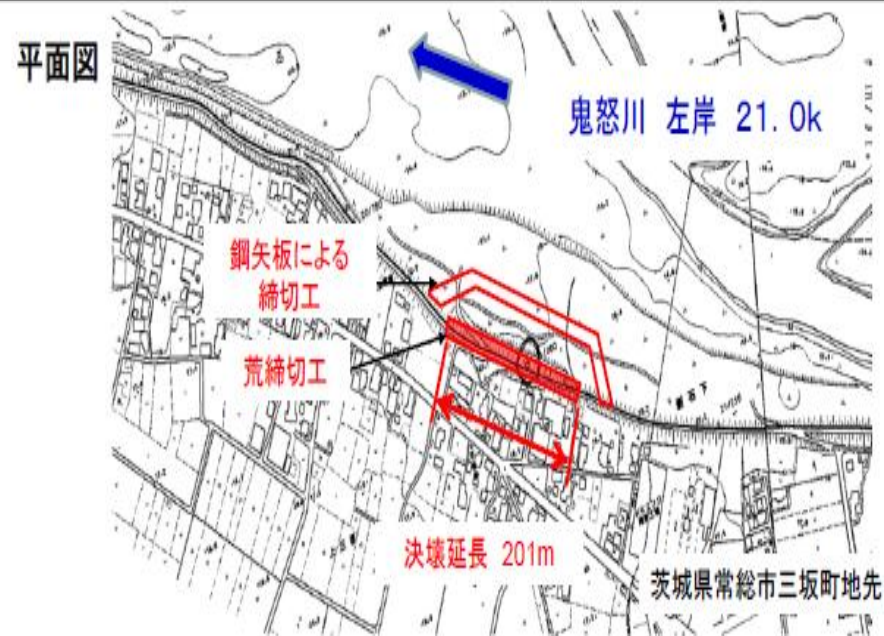 平面図
鬼怒川 左岸 21.0k
鋼矢板による
締切工
荒締切工
決壊延長 201m
茨城県常総市三坂町地先